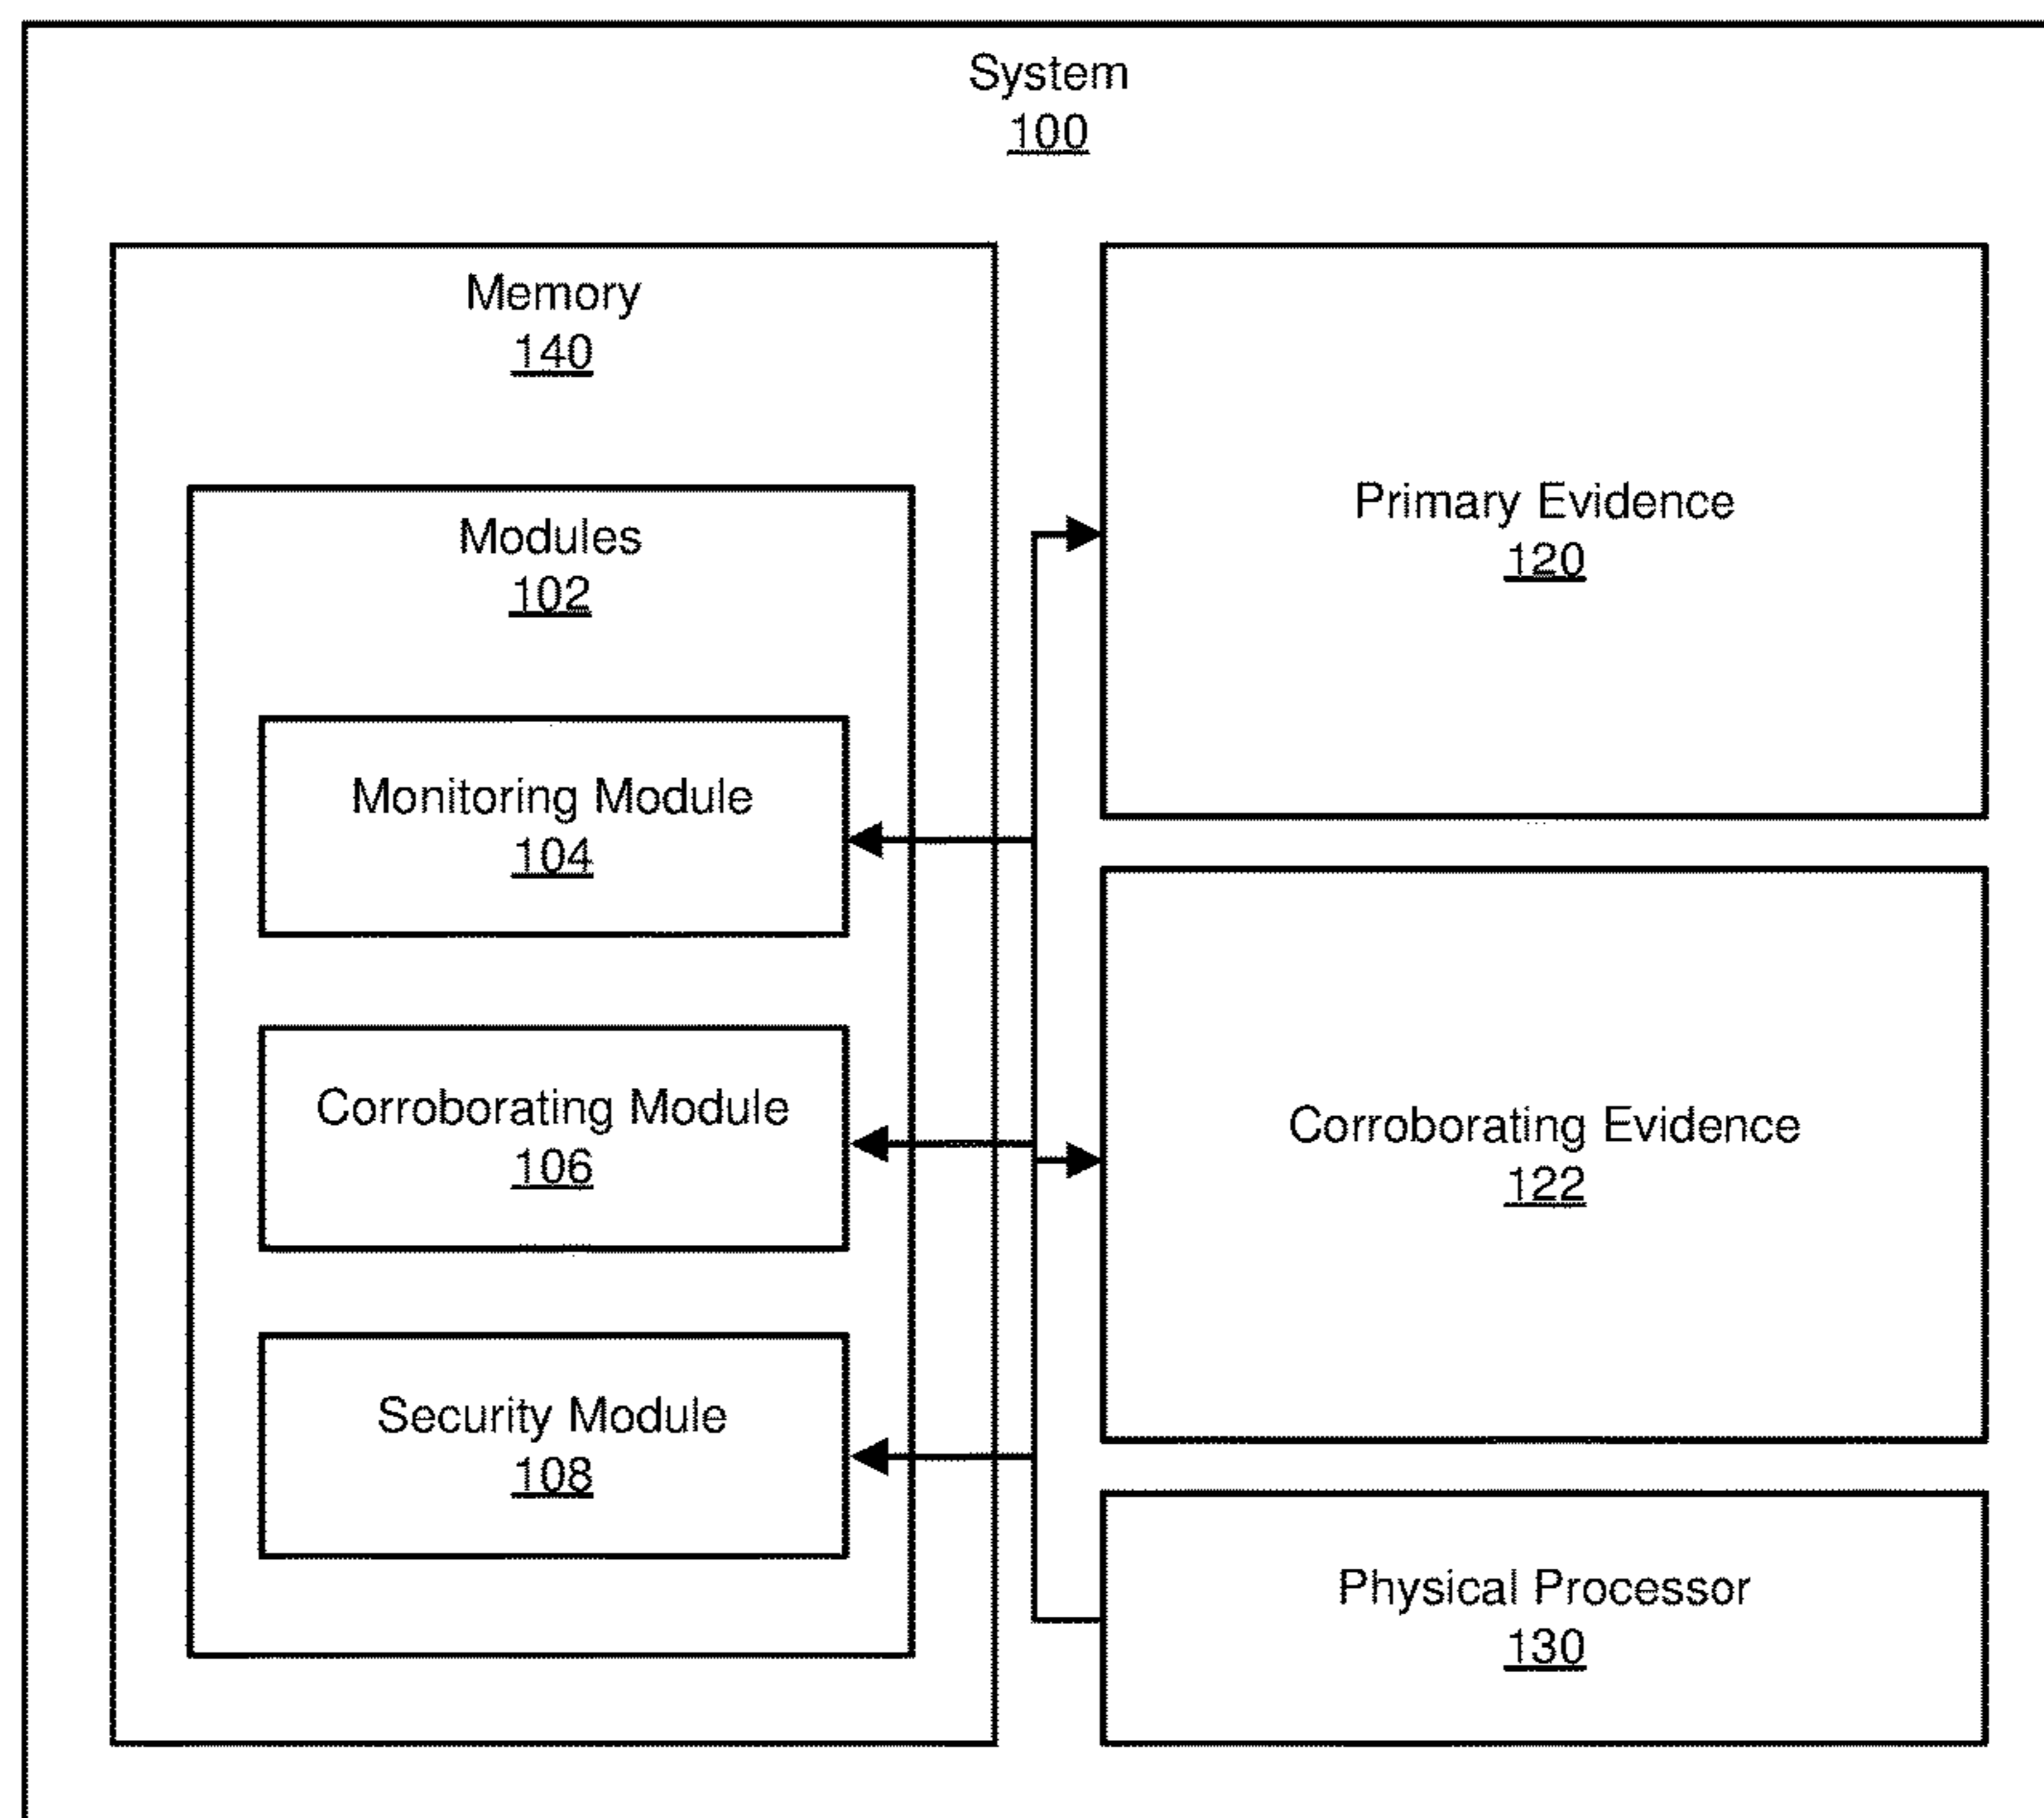 System
100
Memory
140
Modules
102
Monitoring Module
104
Corroborating Module
106
Security Module
108
Primary Evidence
120
Corroborating Evidence
122
Physical Processor
130